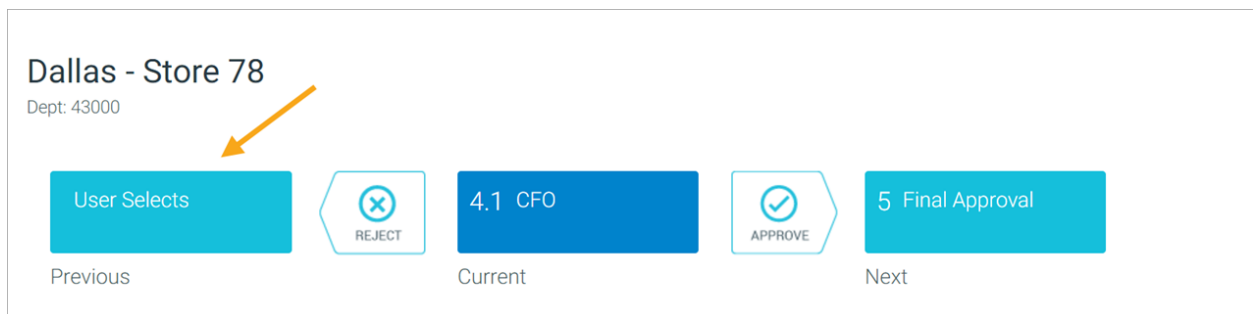 Dallas - Store 78
Dept: 43000
User Selects
REJECT
4.1 CFO
APPROVE
5 Final Approval
Previous
Current
Next